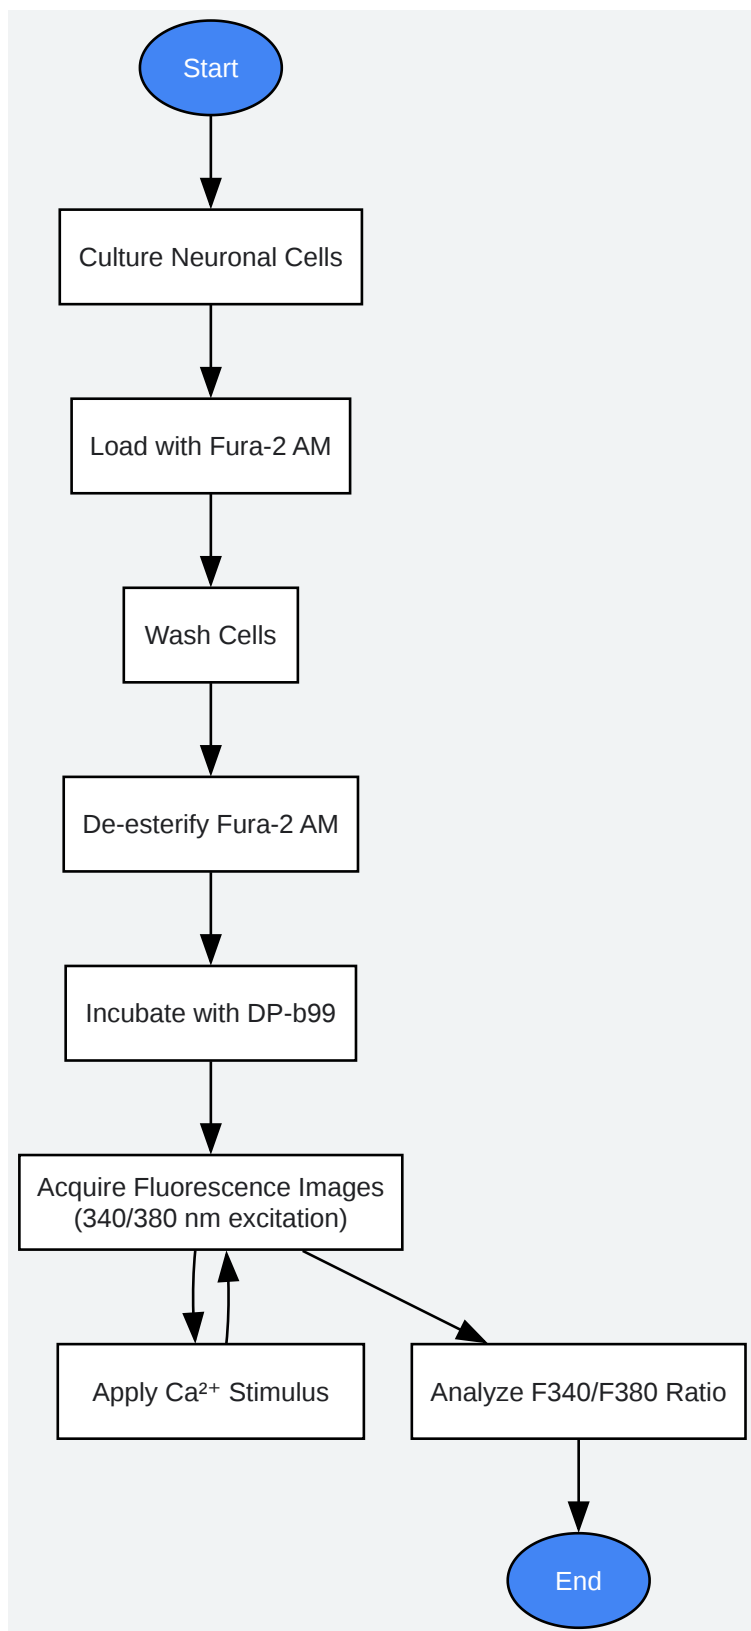 Start
Culture Neuronal Cells
Load with Fura-2 AM
Wash Cells
De-esterify Fura-2 AM
Incubate with DP-b99
Acquire Fluorescence Images
(340/380 nm excitation)
Apply Ca²⁺ Stimulus
Analyze F340/F380 Ratio
End